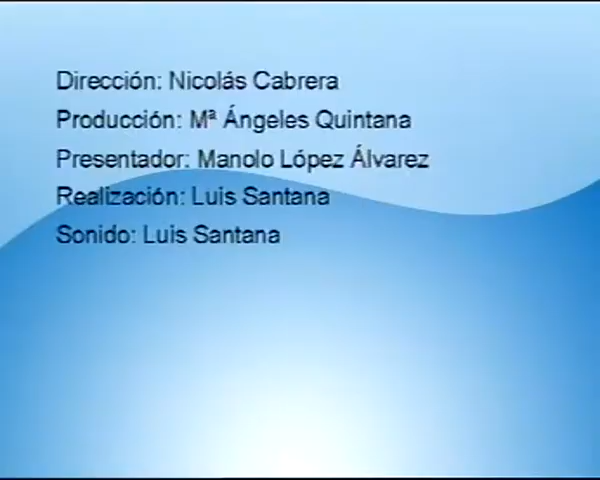 Dirección: Nicolás Cabrera
Producción: Mª Ángeles Quintana
Presentador: Manolo López Álvarez
Realización: Luis Santana
Sonido: Luis Santana